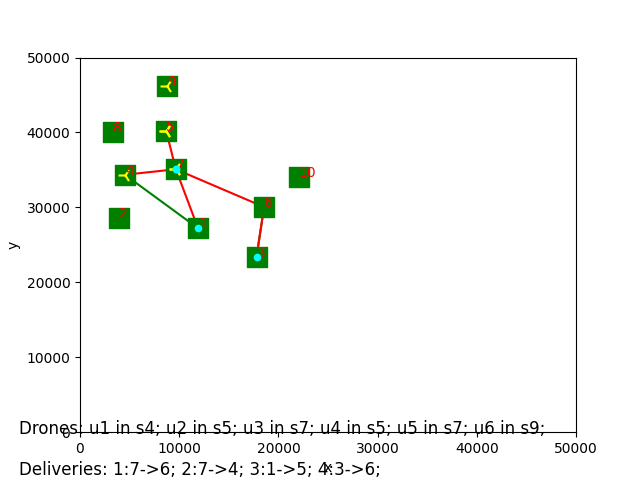 50000
40000
30000
20000
10000
0
0 10000 20000 30000 40000 50000
x
y
10
Drones: u1 in s4; u2 in s5; u3 in s7; u4 in s5; u5 in s7; u6 in s9;
Deliveries: 1:7->6; 2:7->4; 3:1->5; 4:3->6;